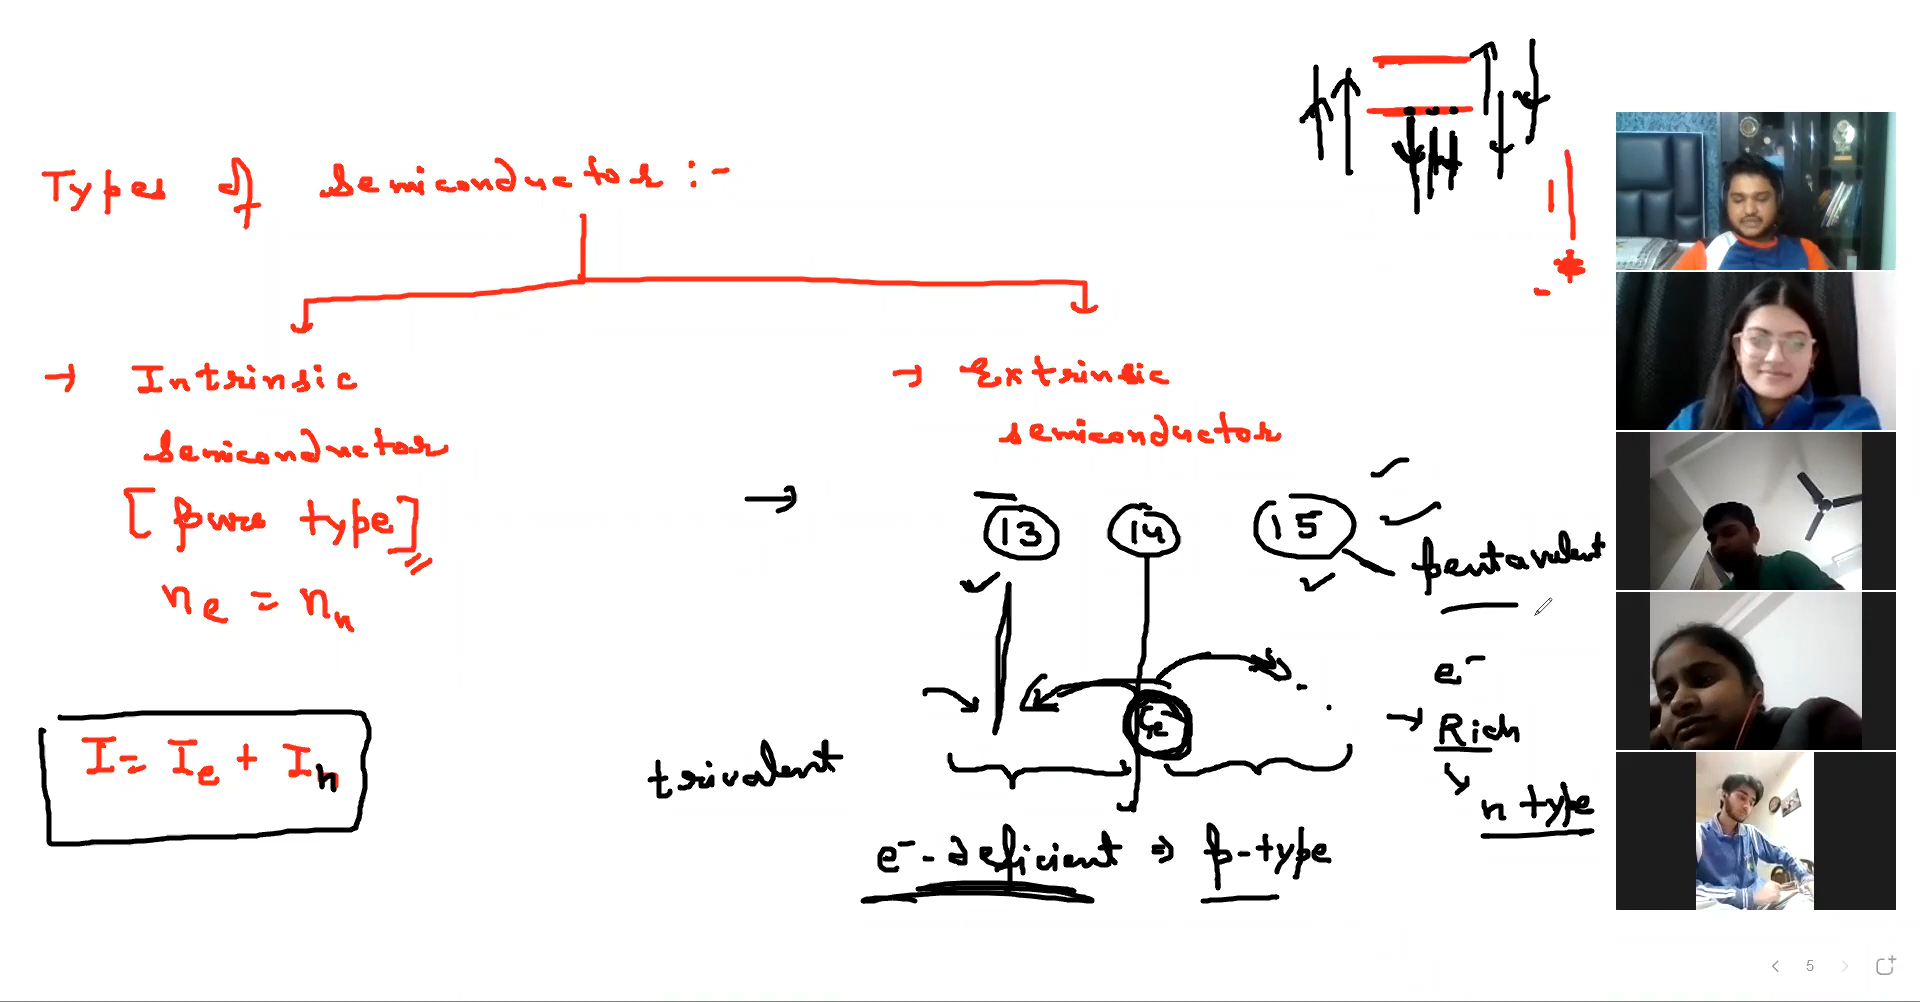 Types of Semiconductor :-
→ Intrinsic
Semiconductor
[Pure type]
ne = nh
I = Ie + Ih
→ Extrinsic
semiconductor
→ 13 14 15
pentavalent
Ge
trivalent
e⁻
→ Rich
n type
e⁻-deficient ⇒ p-type
5